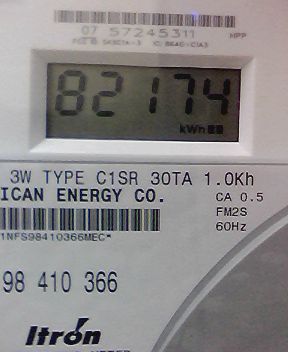 07 57245311
MPP
82174
kWh
3W TYPE C1SR 30TA 1.0Kh
ICAN ENERGY CO.
CA 0.5
FM2S
60Hz
1NFS98410366MEC*
98 410 366
Itron